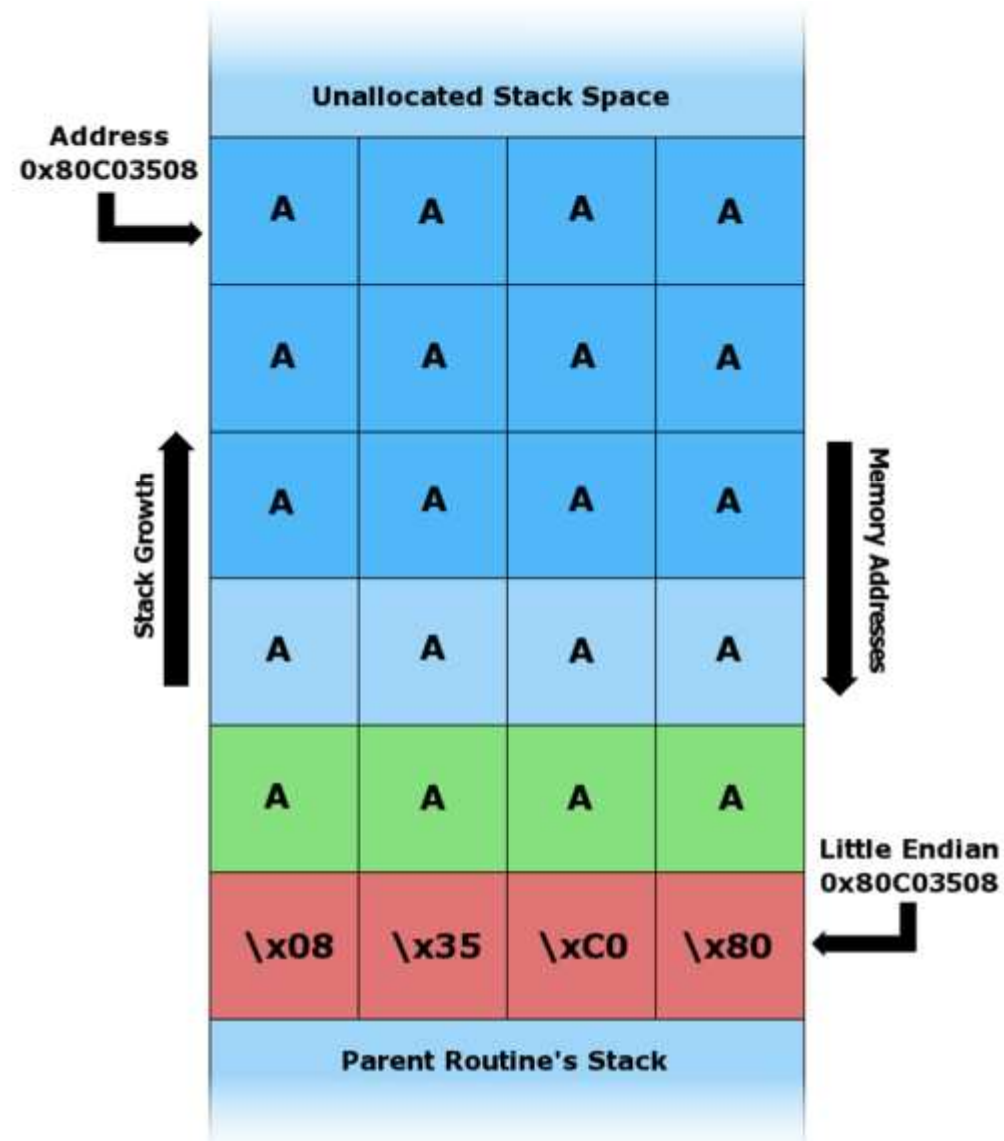 Unallocated Stack Space
Address
0x80C03508
A A A A
A A A A
Stack Growth
A A A A
Memory Addresses
A A A A
A A A A
Little Endian
0x80C03508
\x08 \x35 \xC0 \x80
Parent Routine's Stack